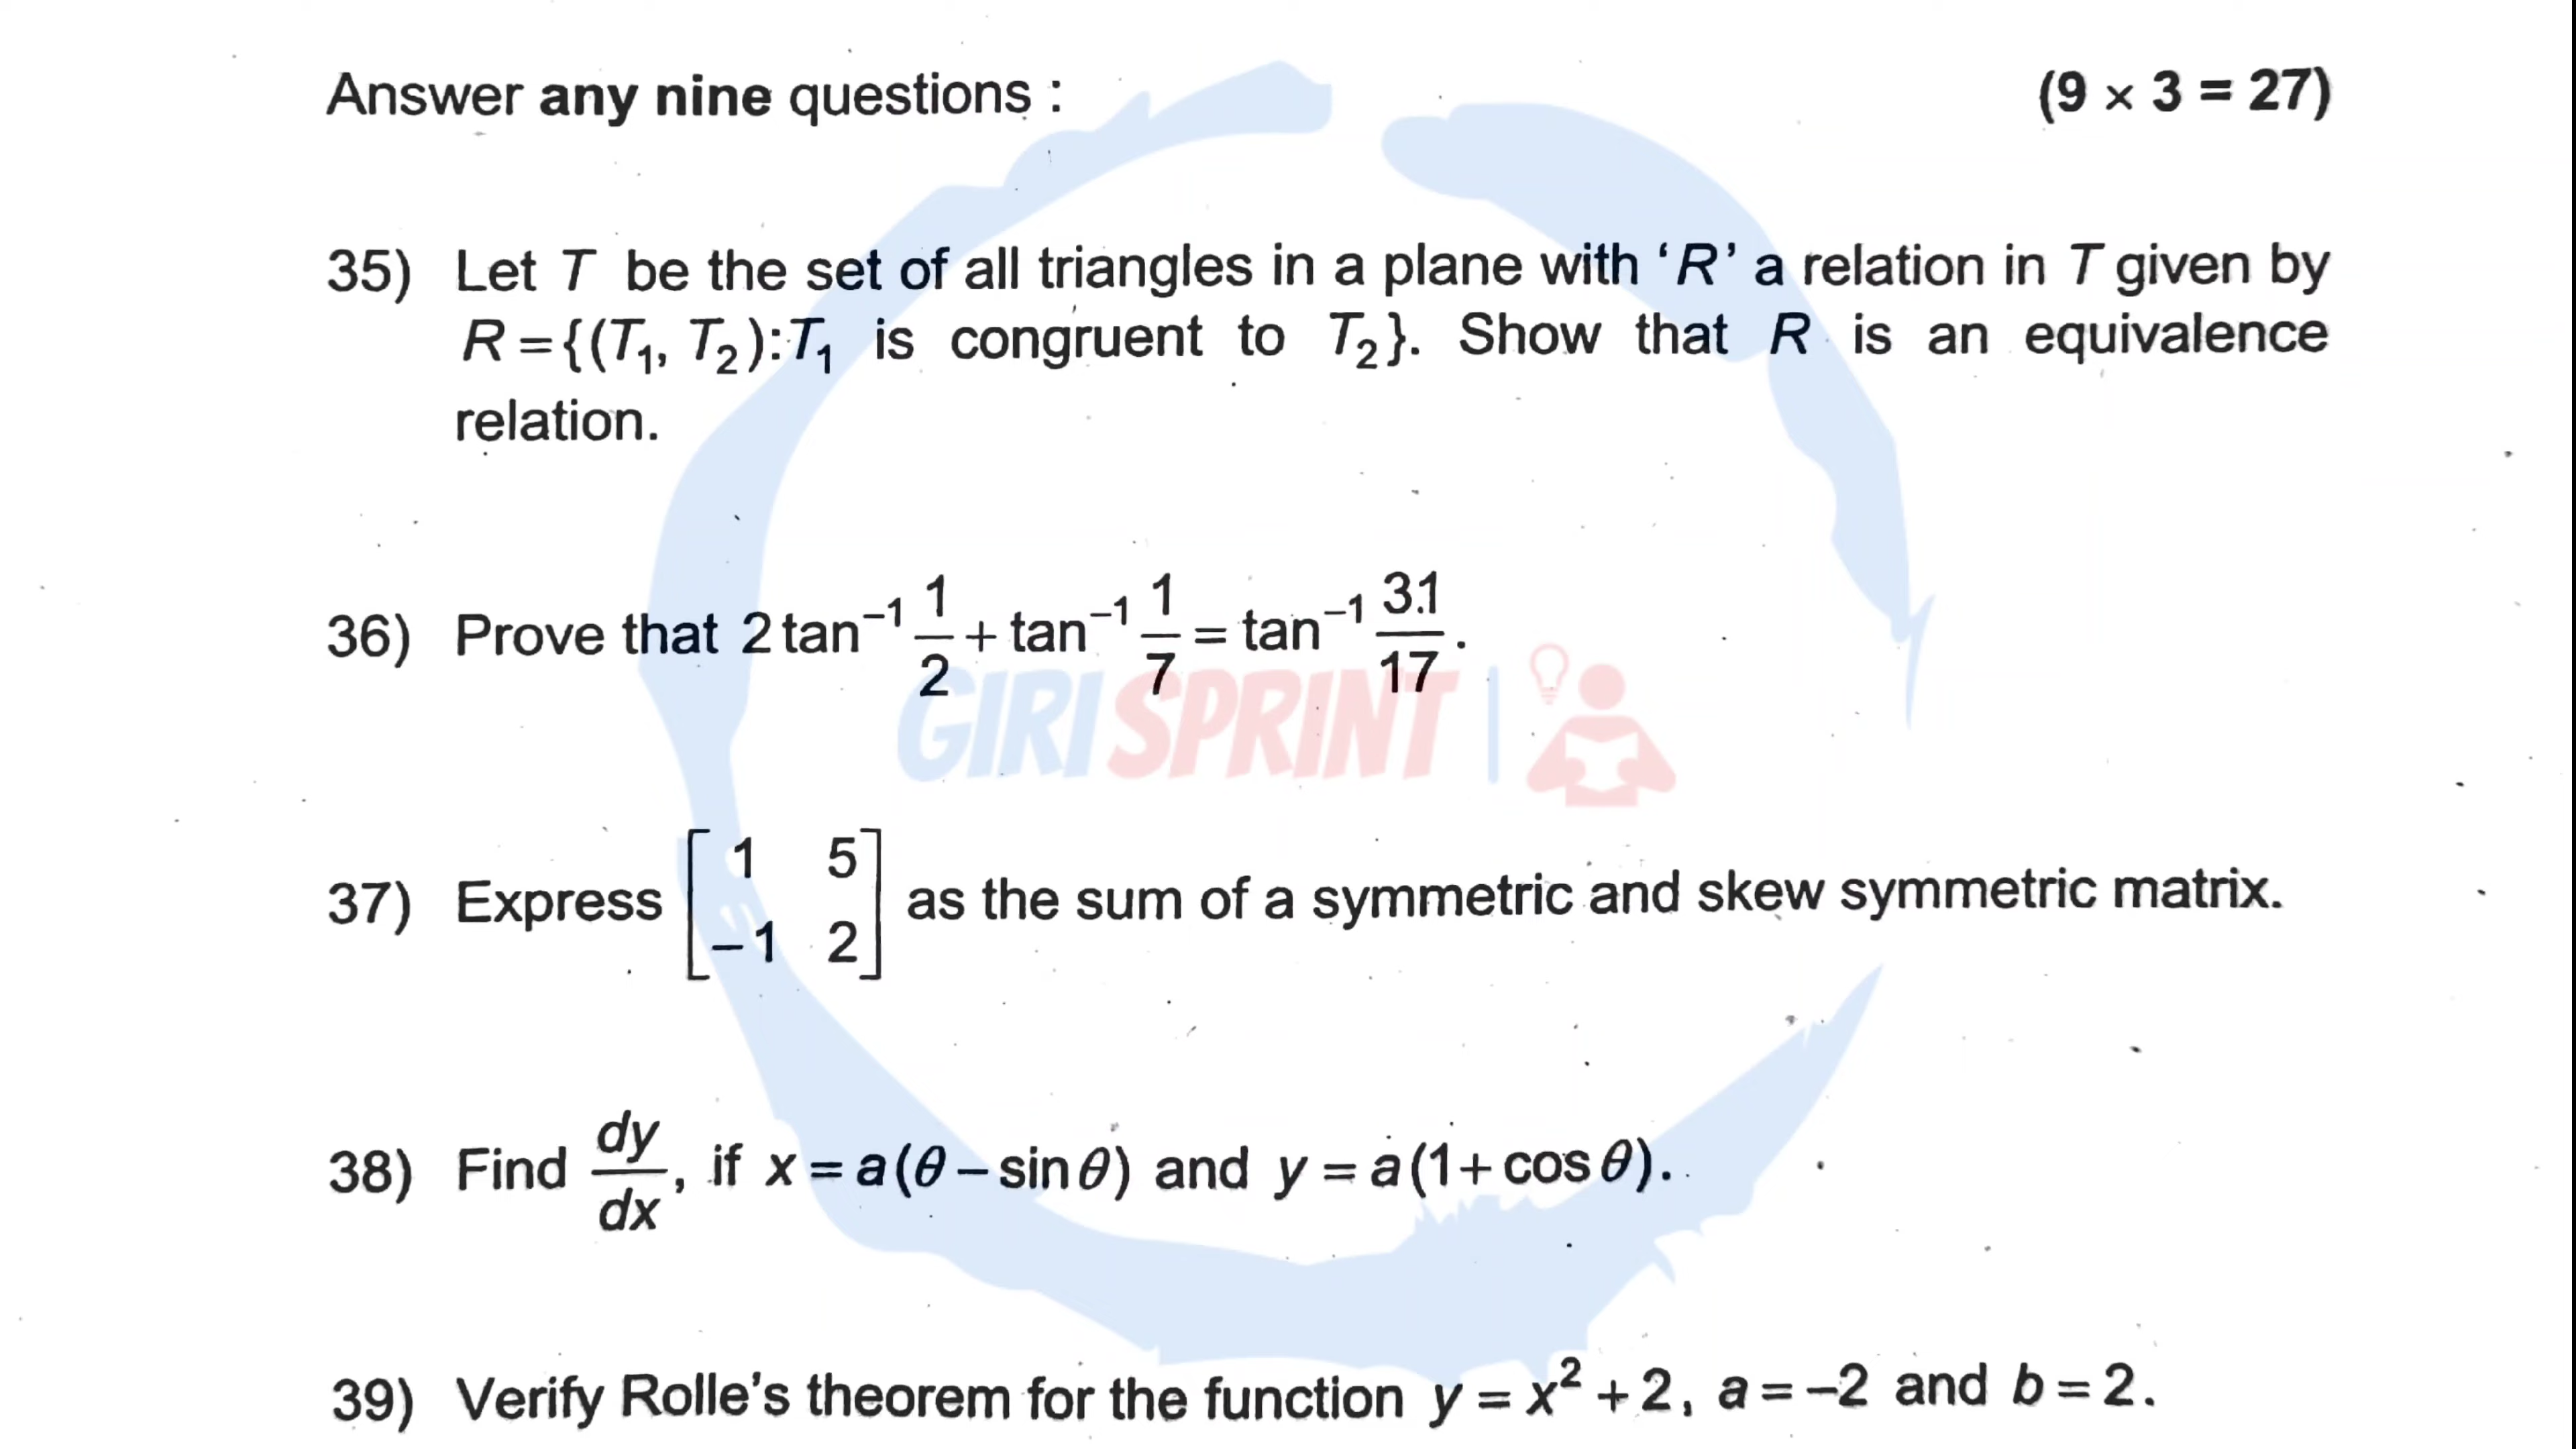 Answer any nine questions : (9 × 3 = 27)
35) Let T be the set of all triangles in a plane with ‘R’ a relation in T given by
R = {(T₁, T₂) : T₁ is congruent to T₂}. Show that R is an equivalence
relation.
36) Prove that 2 tan⁻¹ 1/2 + tan⁻¹ 1/7 = tan⁻¹ 31/17.
GIRISPRINT
37) Express [1 5; −1 2] as the sum of a symmetric and skew symmetric matrix.
38) Find dy/dx, if x = a(θ − sin θ) and y = a(1 + cos θ).
39) Verify Rolle's theorem for the function y = x² + 2, a = −2 and b = 2.